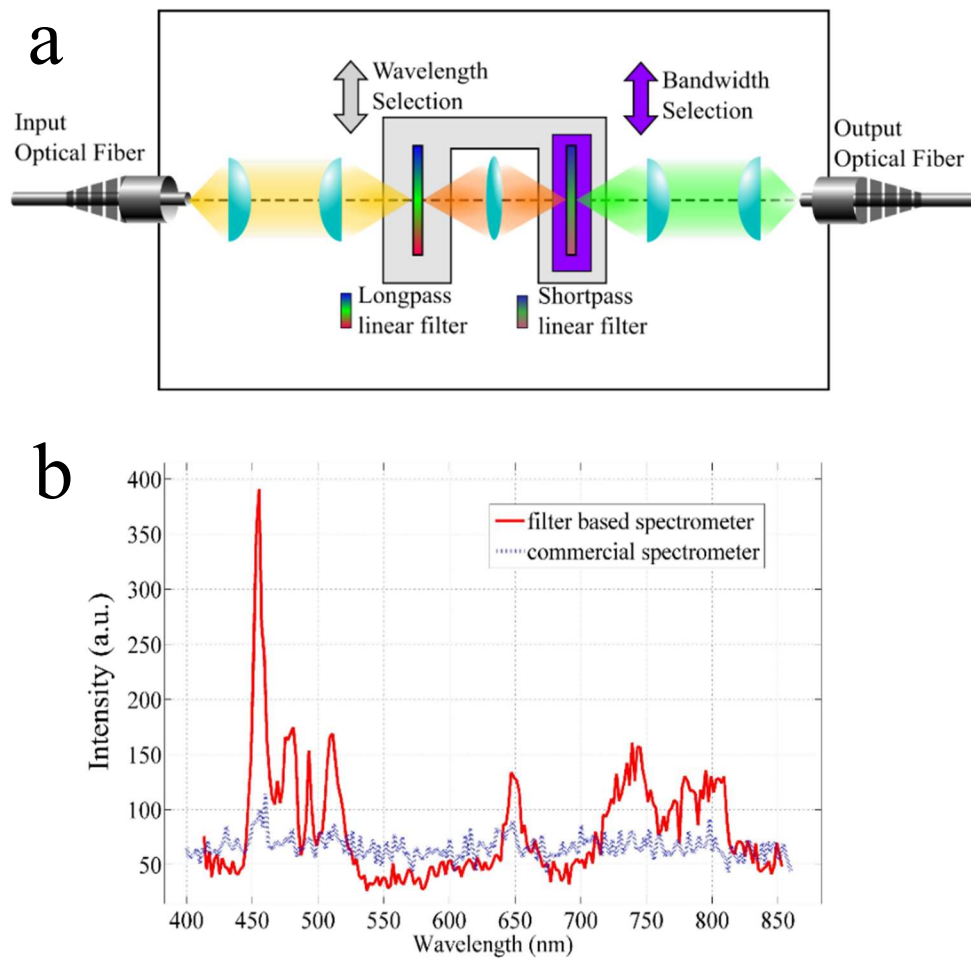 a
Wavelength
Selection
Bandwidth
Selection
Input
Optical Fiber
Output
Optical Fiber
Longpass
linear filter
Shortpass
linear filter
b
400
350
300
250
200
150
100
50
Intensity (a.u.)
filter based spectrometer
commercial spectrometer
400 450 500 550 600 650 700 750 800 850
Wavelength (nm)